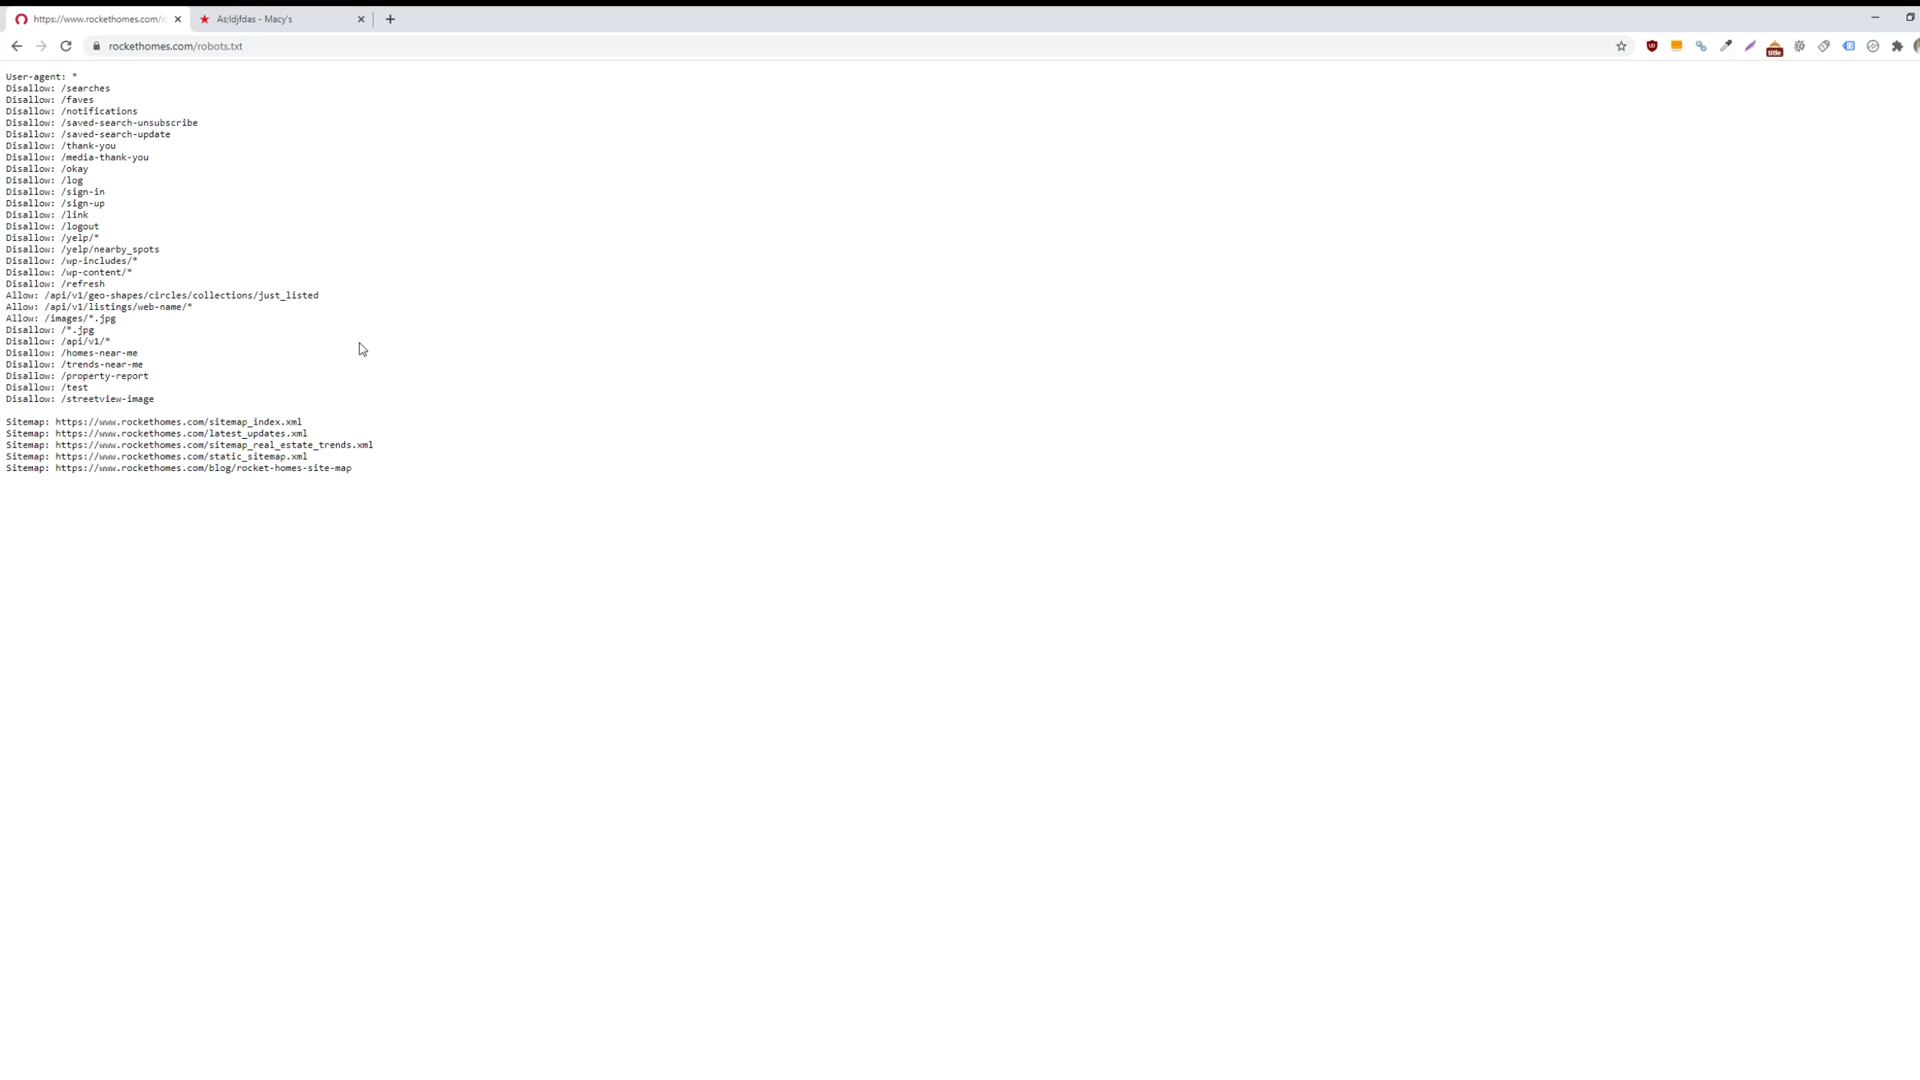 https://www.rockethomes.com/r
As;ldjfdas - Macy's
rockethomes.com/robots.txt
title
User-agent: *
Disallow: /searches
Disallow: /faves
Disallow: /notifications
Disallow: /saved-search-unsubscribe
Disallow: /saved-search-update
Disallow: /thank-you
Disallow: /media-thank-you
Disallow: /okay
Disallow: /log
Disallow: /sign-in
Disallow: /sign-up
Disallow: /link
Disallow: /logout
Disallow: /yelp/*
Disallow: /yelp/nearby_spots
Disallow: /wp-includes/*
Disallow: /wp-content/*
Disallow: /refresh
Allow: /api/v1/geo-shapes/circles/collections/just_listed
Allow: /api/v1/listings/web-name/*
Allow: /images/*.jpg
Disallow: /*.jpg
Disallow: /api/v1/*
Disallow: /homes-near-me
Disallow: /trends-near-me
Disallow: /property-report
Disallow: /test
Disallow: /streetview-image
Sitemap: https://www.rockethomes.com/sitemap_index.xml
Sitemap: https://www.rockethomes.com/latest_updates.xml
Sitemap: https://www.rockethomes.com/sitemap_real_estate_trends.xml
Sitemap: https://www.rockethomes.com/static_sitemap.xml
Sitemap: https://www.rockethomes.com/blog/rocket-homes-site-map